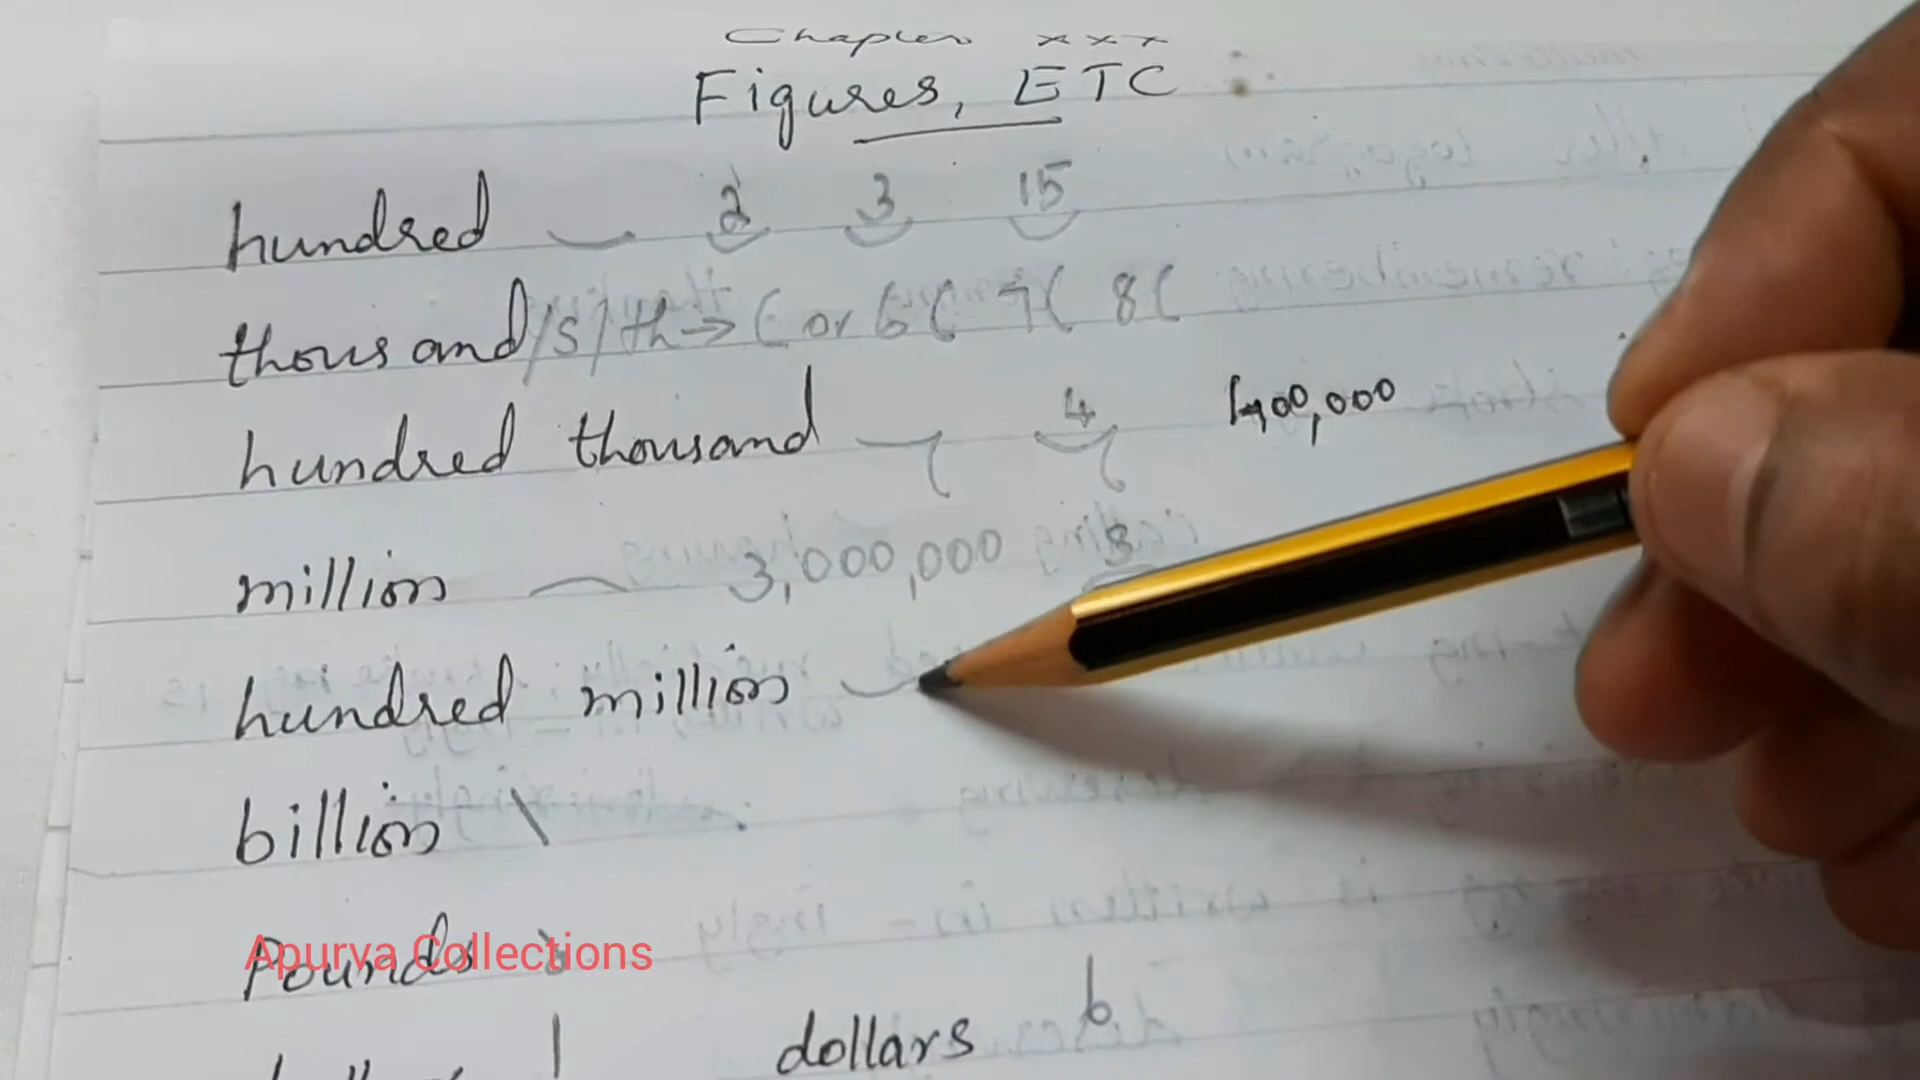 Chapter xxx
Figures, ETC
hundred 2 3 15
thousand/s/th → ( or 6( 7( 8(
hundred thousand 4 400,000
million 3,000,000 3
hundred million
billion \
Pounds
Apurva Collections
dollars